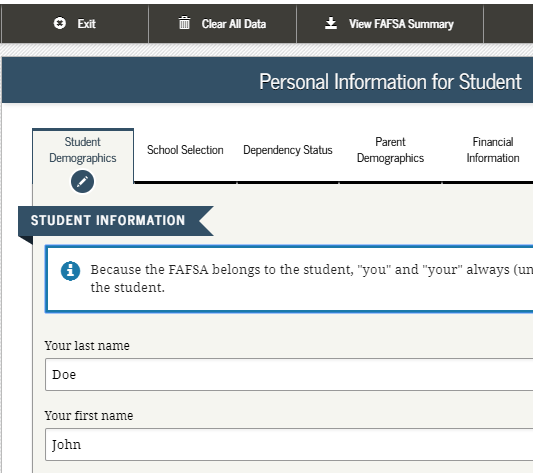 Exit Clear All Data View FAFSA Summary
Personal Information for Student
Student Demographics
School Selection
Dependency Status
Parent Demographics
Financial Information
STUDENT INFORMATION
Because the FAFSA belongs to the student, "you" and "your" always (un
the student.
Your last name
Doe
Your first name
John